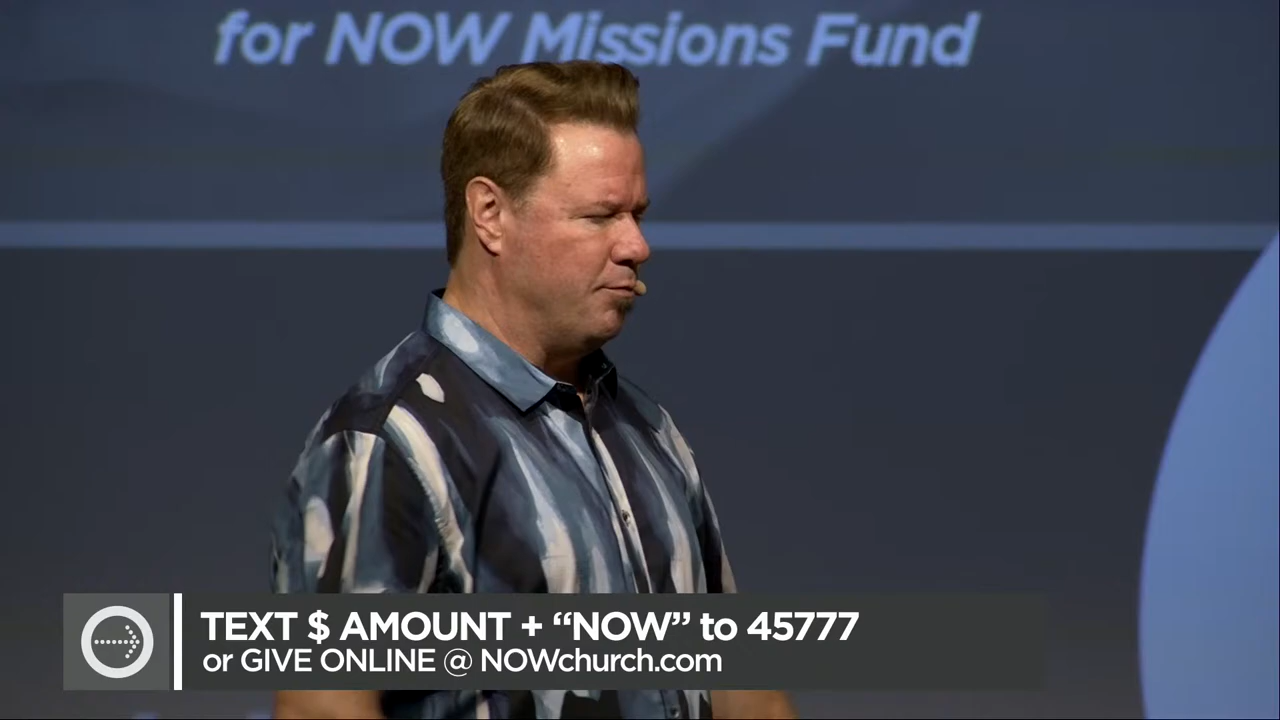 for NOW Missions Fund
TEXT $ AMOUNT + “NOW” to 45777
or GIVE ONLINE @ NOWchurch.com